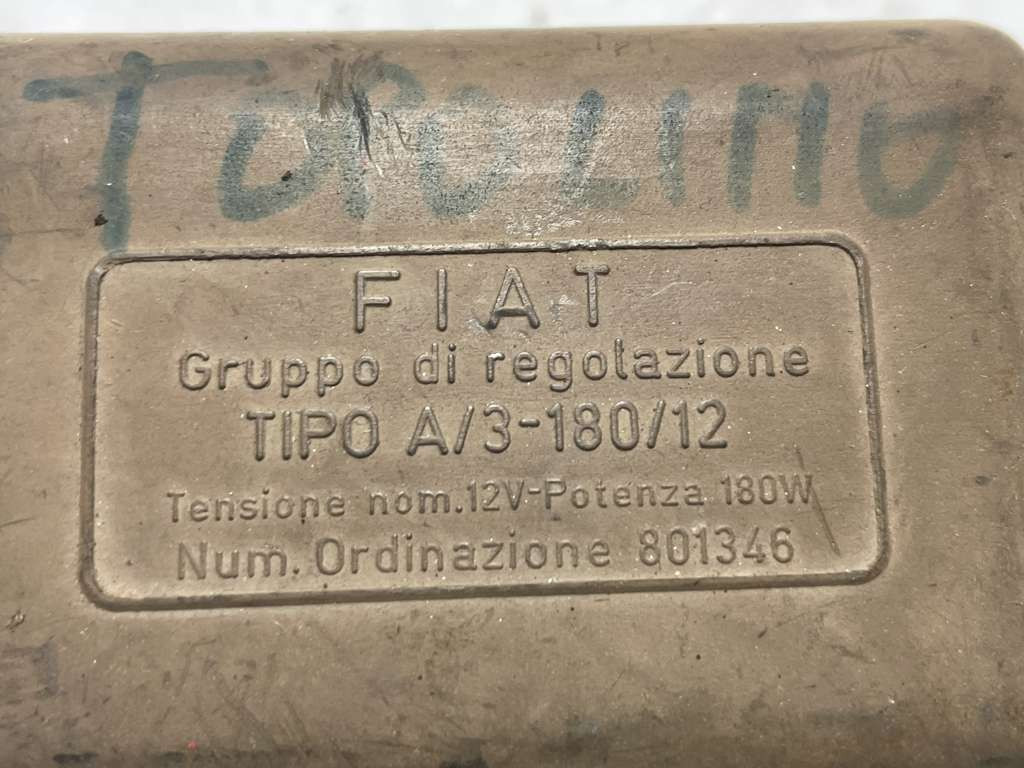 TOPOLINO
FIAT
Gruppo di regolazione
TIPO A/3-180/12
Tensione nom.12V-Potenza 180W
Num. Ordinazione 801346